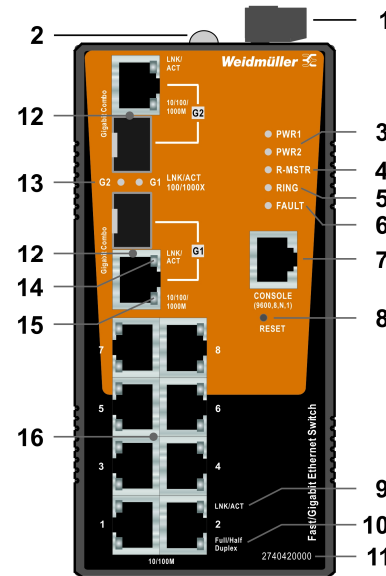 1
2
LNK/
ACT
Weidmüller
Gigabit Combo
10/100/
1000M
G2
12
PWR1
3
PWR2
R-MSTR
4
13
G2
G1
LNK/ACT
100/1000X
RING
5
FAULT
6
12
Gigabit Combo
LNK/
ACT
G1
7
14
10/100/
1000M
CONSOLE
(9600,8,N,1)
15
8
RESET
7
8
5
6
16
3
4
9
LNK/ACT
1
2
10
Full/Half
Duplex
10/100M
2740420000
11
Fast/Gigabit Ethernet Switch